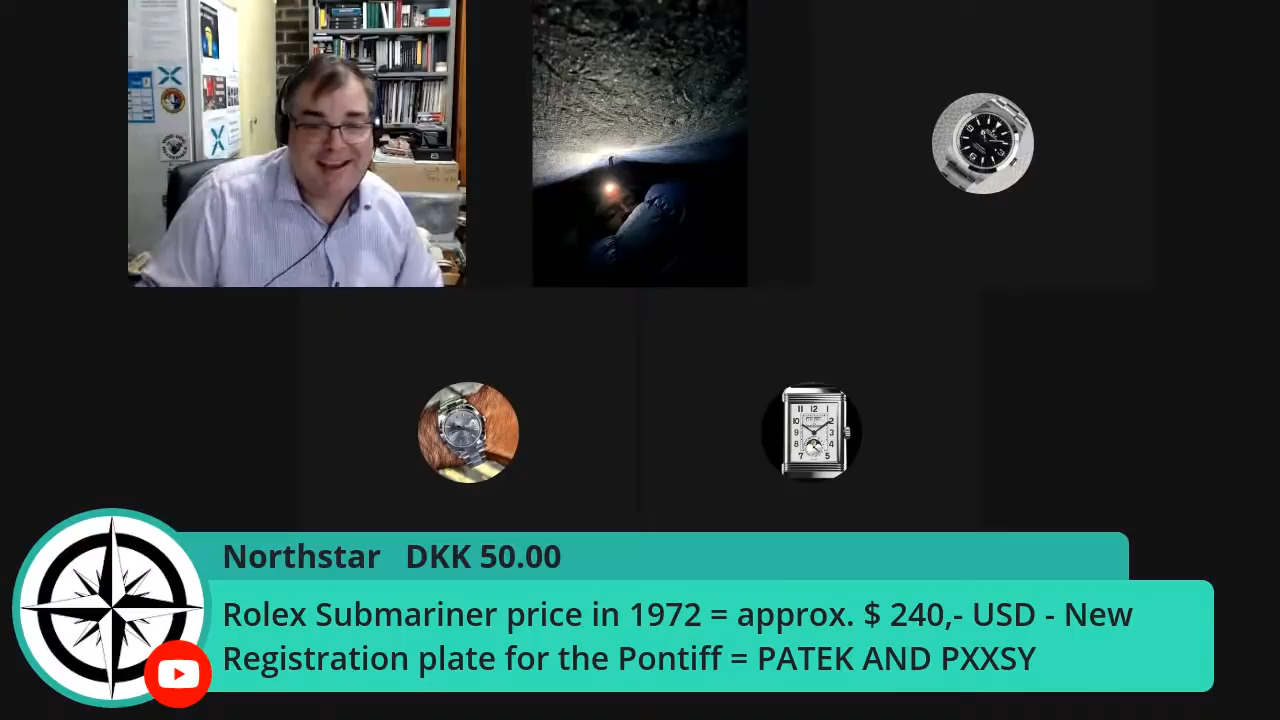 Northstar DKK 50.00
Rolex Submariner price in 1972 = approx. $ 240,- USD - New
Registration plate for the Pontiff = PATEK AND PXXSY